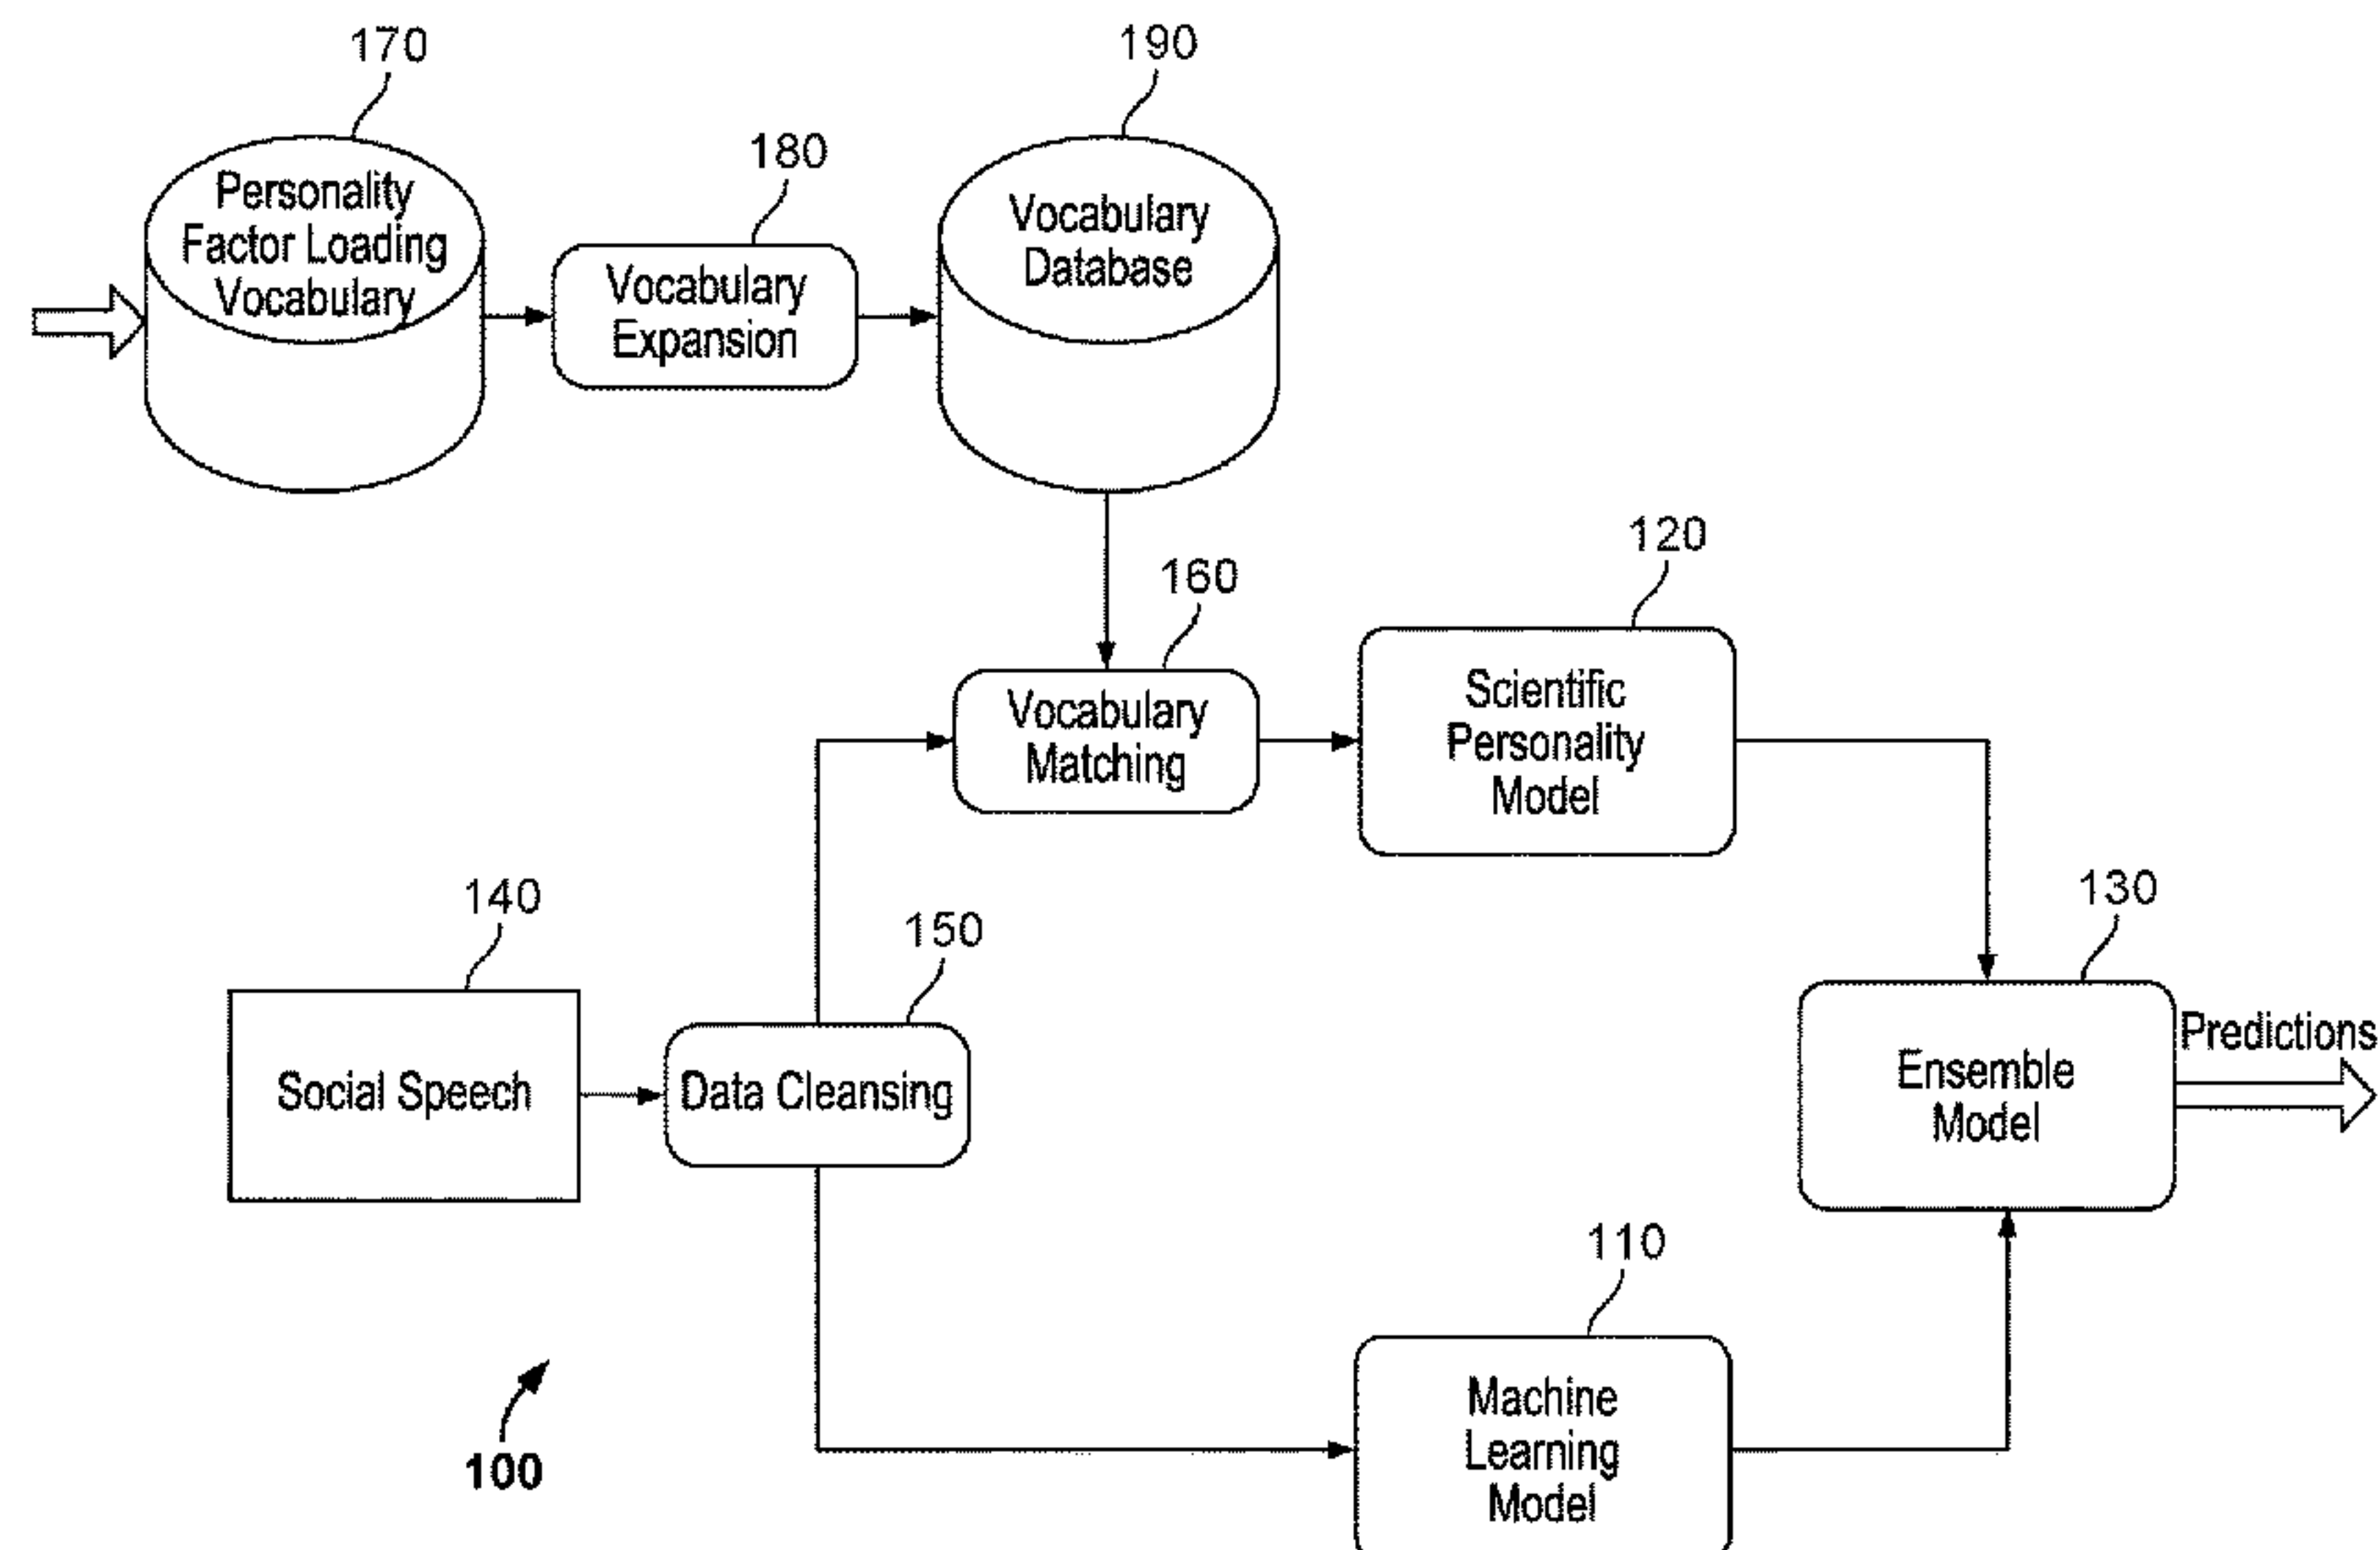 170
190
180
Personality
Factor Loading
Vocabulary
Vocabulary
Expansion
Vocabulary
Database
120
160
Vocabulary
Matching
Scientific
Personality
Model
140
150
130
Social Speech
Data Cleansing
Ensemble
Model
Predictions
110
100
Machine
Learning
Model